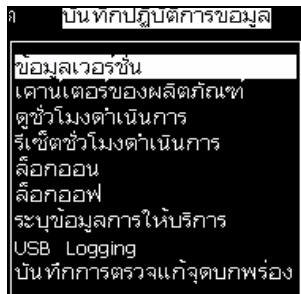 ด บันทึกปฏิบัติการขอมูล
ข้อมูลเวอร์ชั่น
เคาน์เตอร์ของผลิตภัณฑ์
ดูชั่วโมงดำเนินการ
รีเซ็ตชั่วโมงดำเนินการ
ล็อกออน
ล็อกออฟ
ระบุข้อมูลการให้บริการ
USB Logging
บันทึกการตรวจแก้จุดบกพร่อง